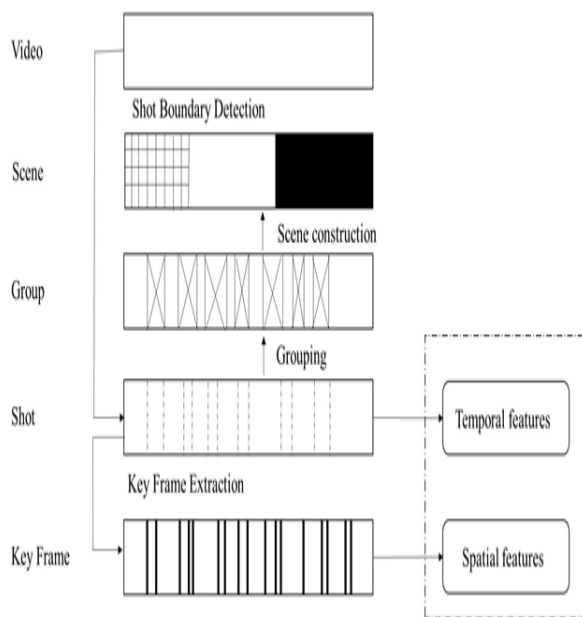 Video
Shot Boundary Detection
Scene
Scene construction
Group
Grouping
Shot
Temporal features
Key Frame Extraction
Key Frame
Spatial features